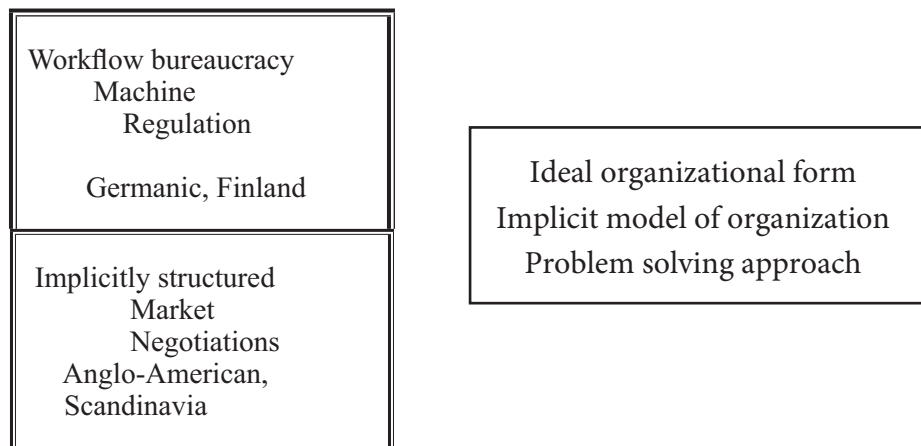 Workflow bureaucracy
Machine
Regulation
Germanic, Finland
Implicitly structured
Market
Negotiations
Anglo-American,
Scandinavia
Ideal organizational form
Implicit model of organization
Problem solving approach